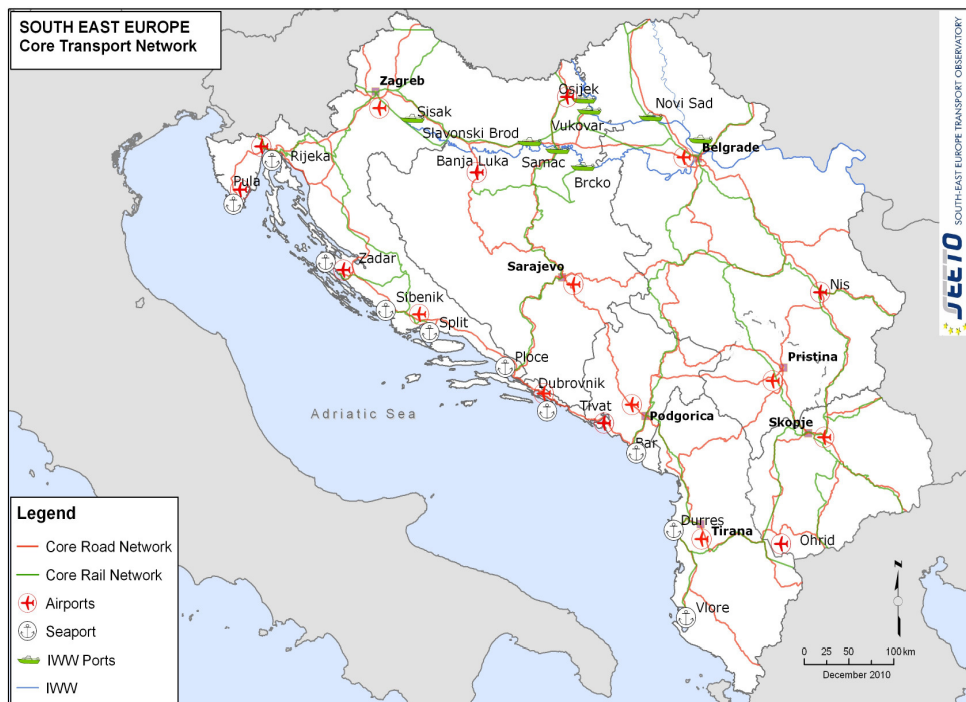 SOUTH EAST EUROPE
Core Transport Network
SOUTH-EAST EUROPE TRANSPORT OBSERVATORY
SEETO
Zagreb
Osijek
Sisak
Novi Sad
Slavonski Brod
Vukovar
Belgrade
Rijeka
Banja Luka
Samac
Brcko
Pula
Zadar
Sarajevo
Nis
Sibenik
Split
Ploce
Pristina
Dubrovnik
Adriatic Sea
Tivat
Podgorica
Skopje
Bar
Legend
Core Road Network
Core Rail Network
Airports
Seaport
IWW Ports
IWW
Durres
Tirana
Ohrid
Vlore
N
0 25 50 100 km
December 2010